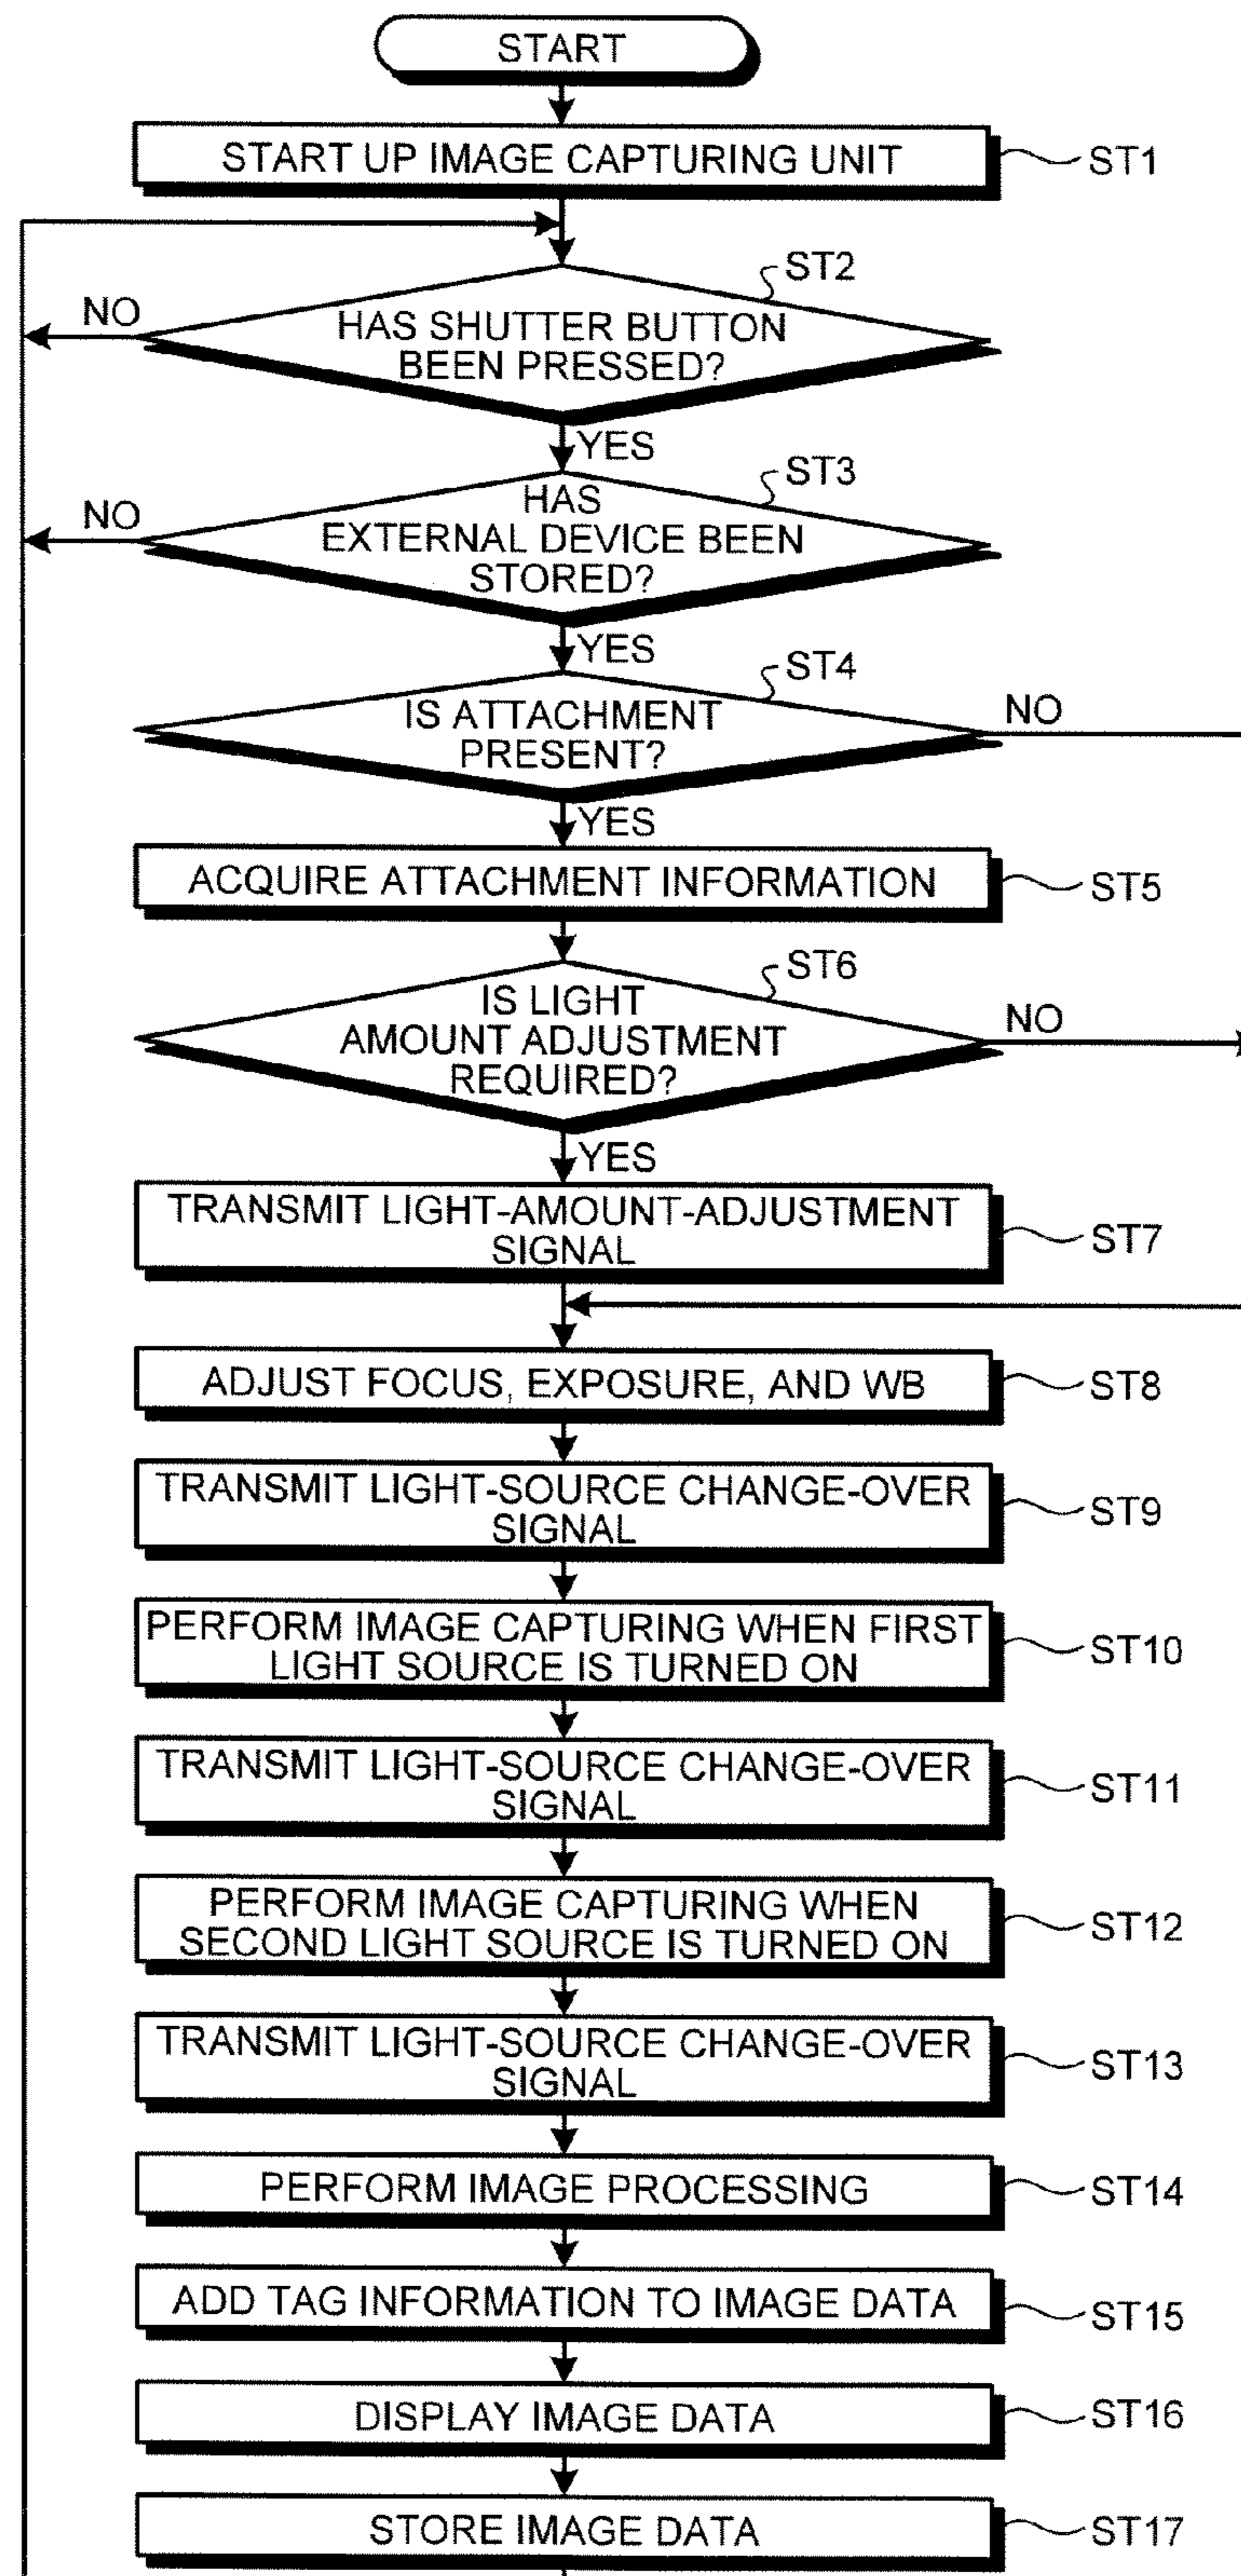 START
START UP IMAGE CAPTURING UNIT
ST1
ST2
NO
HAS SHUTTER BUTTON
BEEN PRESSED?
YES
ST3
NO
HAS
EXTERNAL DEVICE BEEN
STORED?
YES
ST4
IS ATTACHMENT
PRESENT?
NO
YES
ACQUIRE ATTACHMENT INFORMATION
ST5
ST6
IS LIGHT
AMOUNT ADJUSTMENT
REQUIRED?
NO
YES
TRANSMIT LIGHT-AMOUNT-ADJUSTMENT
SIGNAL
ST7
ADJUST FOCUS, EXPOSURE, AND WB
ST8
TRANSMIT LIGHT-SOURCE CHANGE-OVER
SIGNAL
ST9
PERFORM IMAGE CAPTURING WHEN FIRST
LIGHT SOURCE IS TURNED ON
ST10
TRANSMIT LIGHT-SOURCE CHANGE-OVER
SIGNAL
ST11
PERFORM IMAGE CAPTURING WHEN
SECOND LIGHT SOURCE IS TURNED ON
ST12
TRANSMIT LIGHT-SOURCE CHANGE-OVER
SIGNAL
ST13
PERFORM IMAGE PROCESSING
ST14
ADD TAG INFORMATION TO IMAGE DATA
ST15
DISPLAY IMAGE DATA
ST16
STORE IMAGE DATA
ST17